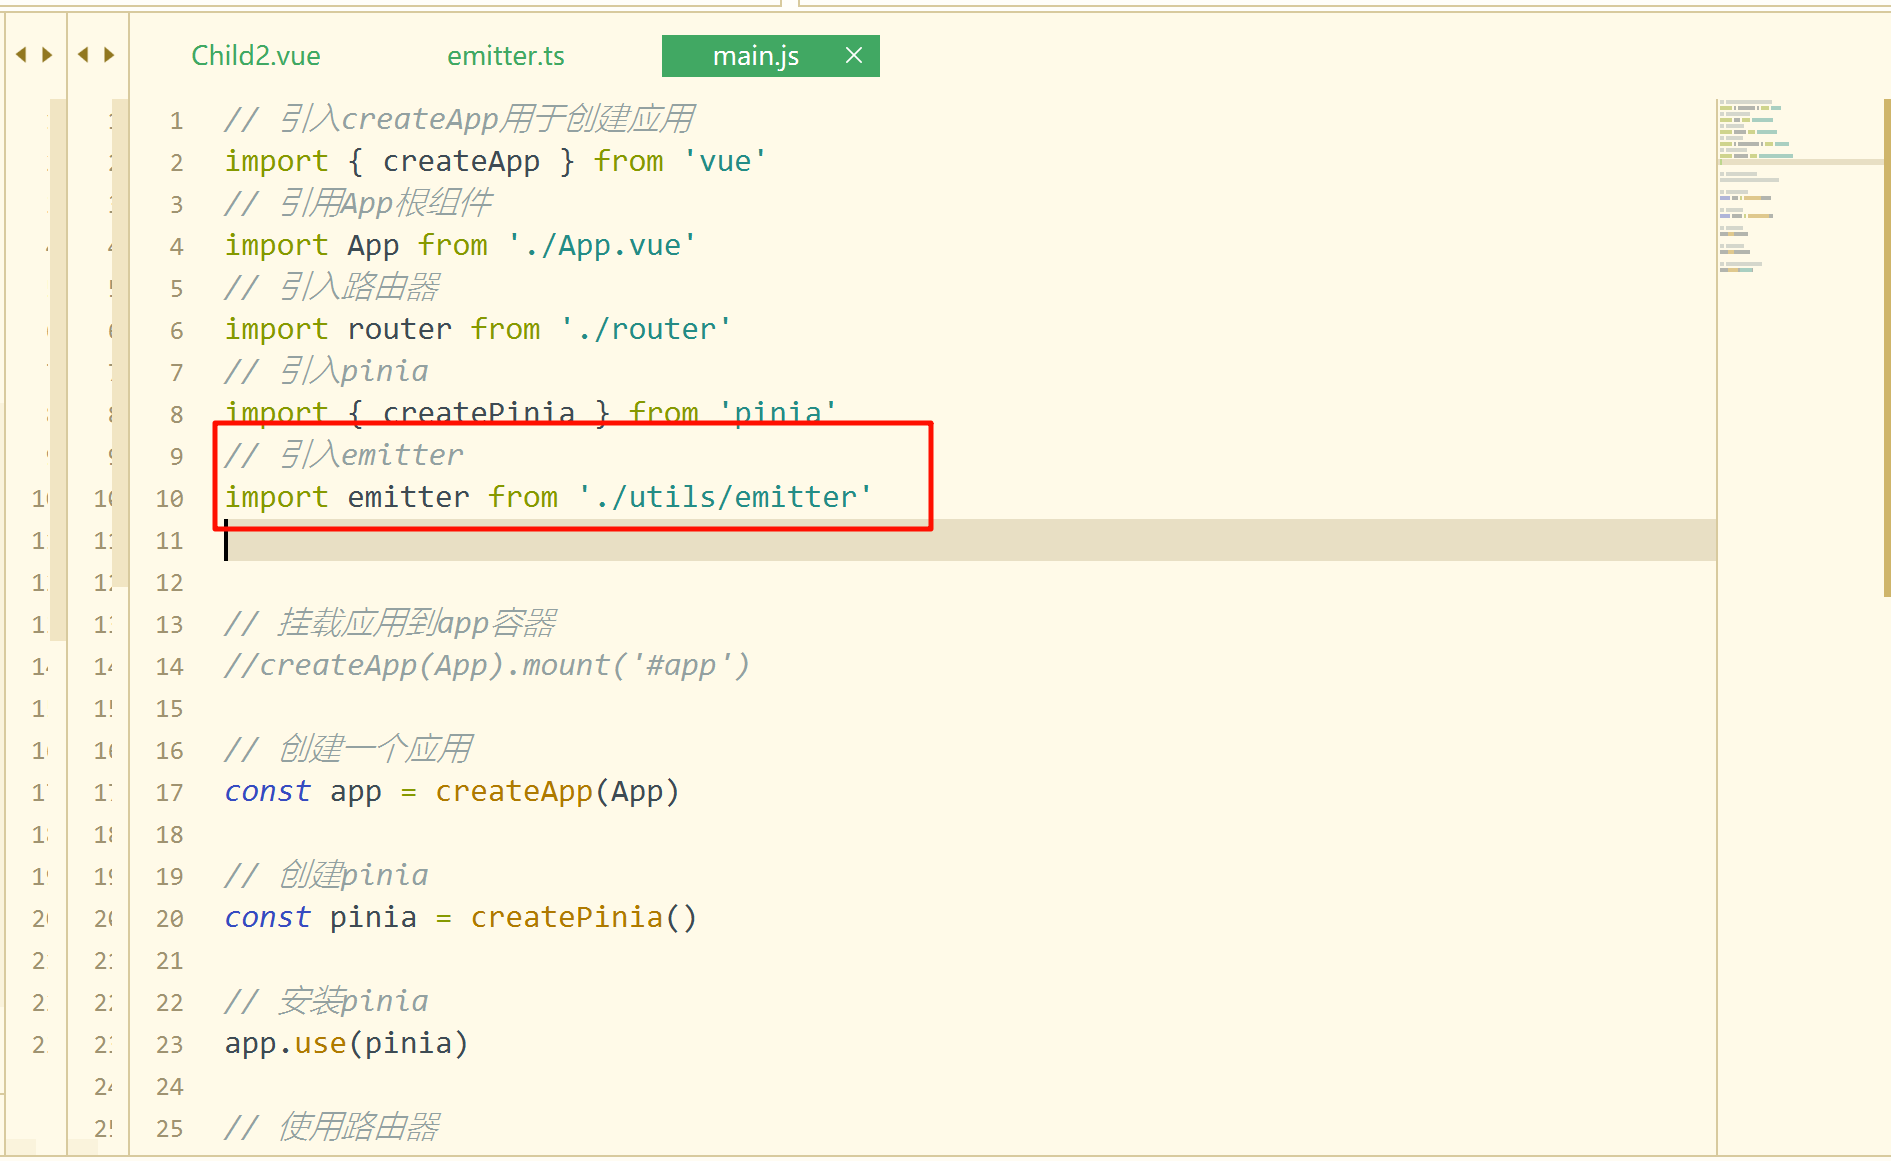 Child2.vue emitter.ts main.js
1 // 引入createApp用于创建应用
2 import { createApp } from 'vue'
3 // 引用App根组件
4 import App from './App.vue'
5 // 引入路由器
6 import router from './router'
7 // 引入pinia
8 import { createPinia } from 'pinia'
9 // 引入emitter
10 import emitter from './utils/emitter'
11
12
13 // 挂载应用到app容器
14 //createApp(App).mount('#app')
15
16 // 创建一个应用
17 const app = createApp(App)
18
19 // 创建pinia
20 const pinia = createPinia()
21
22 // 安装pinia
23 app.use(pinia)
24
25 // 使用路由器